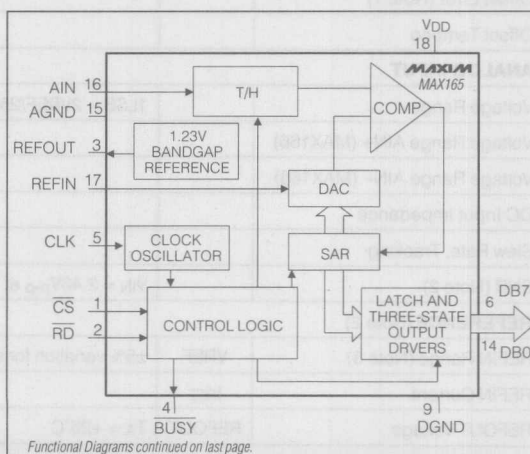 VDD
18
MAXIM
MAX165
AIN 16
AGND 15
REFOUT 3
REFIN 17
CLK 5
CS 1
RD 2
T/H
COMP
1.23V
BANDGAP
REFERENCE
DAC
CLOCK
OSCILLATOR
SAR
CONTROL LOGIC
LATCH AND
THREE-STATE
OUTPUT
DRVERS
6 DB7
14 DB0
4
BUSY
9
DGND
Functional Diagrams continued on last page.